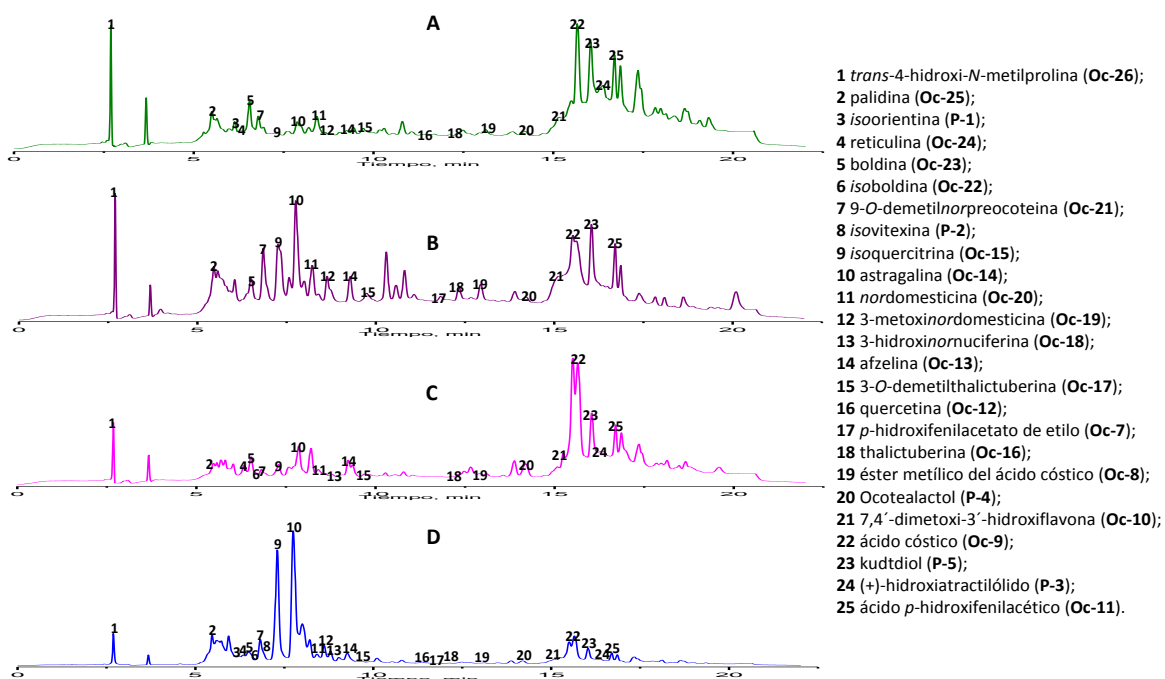 A
1 2 3 4 5 6 7 8 9 10 11 12 14 15 16 18 19 20 21 22 23 24 25
0 5 10 15 20
Tiempo, min
B
1 2 5 7 9 10 11 12 14 15 17 18 19 20 21 22 23 25
0 5 10 15 20
Tiempo, min
C
1 2 4 5 6 7 9 10 11 13 14 15 18 19 20 21 22 23 24 25
0 5 10 15 20
Tiempo, min
D
1 2 3 4 5 6 7 8 9 10 11 12 13 14 15 16 17 18 19 20 21 22 23 24 25
0 5 10 15 20
Tiempo, min
1 trans-4-hidroxi-N-metilprolina (Oc-26);
2 palidina (Oc-25);
3 isoorientina (P-1);
4 reticulina (Oc-24);
5 boldina (Oc-23);
6 isoboldina (Oc-22);
7 9-O-demetilnorpreocoteina (Oc-21);
8 isovitexina (P-2);
9 isoquercitrina (Oc-15);
10 astragalina (Oc-14);
11 nordomesticina (Oc-20);
12 3-metoxinordomesticina (Oc-19);
13 3-hidroxinornuciferina (Oc-18);
14 afzelina (Oc-13);
15 3-O-demetilthalictuberina (Oc-17);
16 quercetina (Oc-12);
17 p-hidroxifenilacetato de etilo (Oc-7);
18 thalictuberina (Oc-16);
19 éster metílico del ácido cóstico (Oc-8);
20 Ocotealactol (P-4);
21 7,4´-dimetoxi-3´-hidroxiflavona (Oc-10);
22 ácido cóstico (Oc-9);
23 kudtdiol (P-5);
24 (+)-hidroxiatractilólido (P-3);
25 ácido p-hidroxifenilacético (Oc-11).